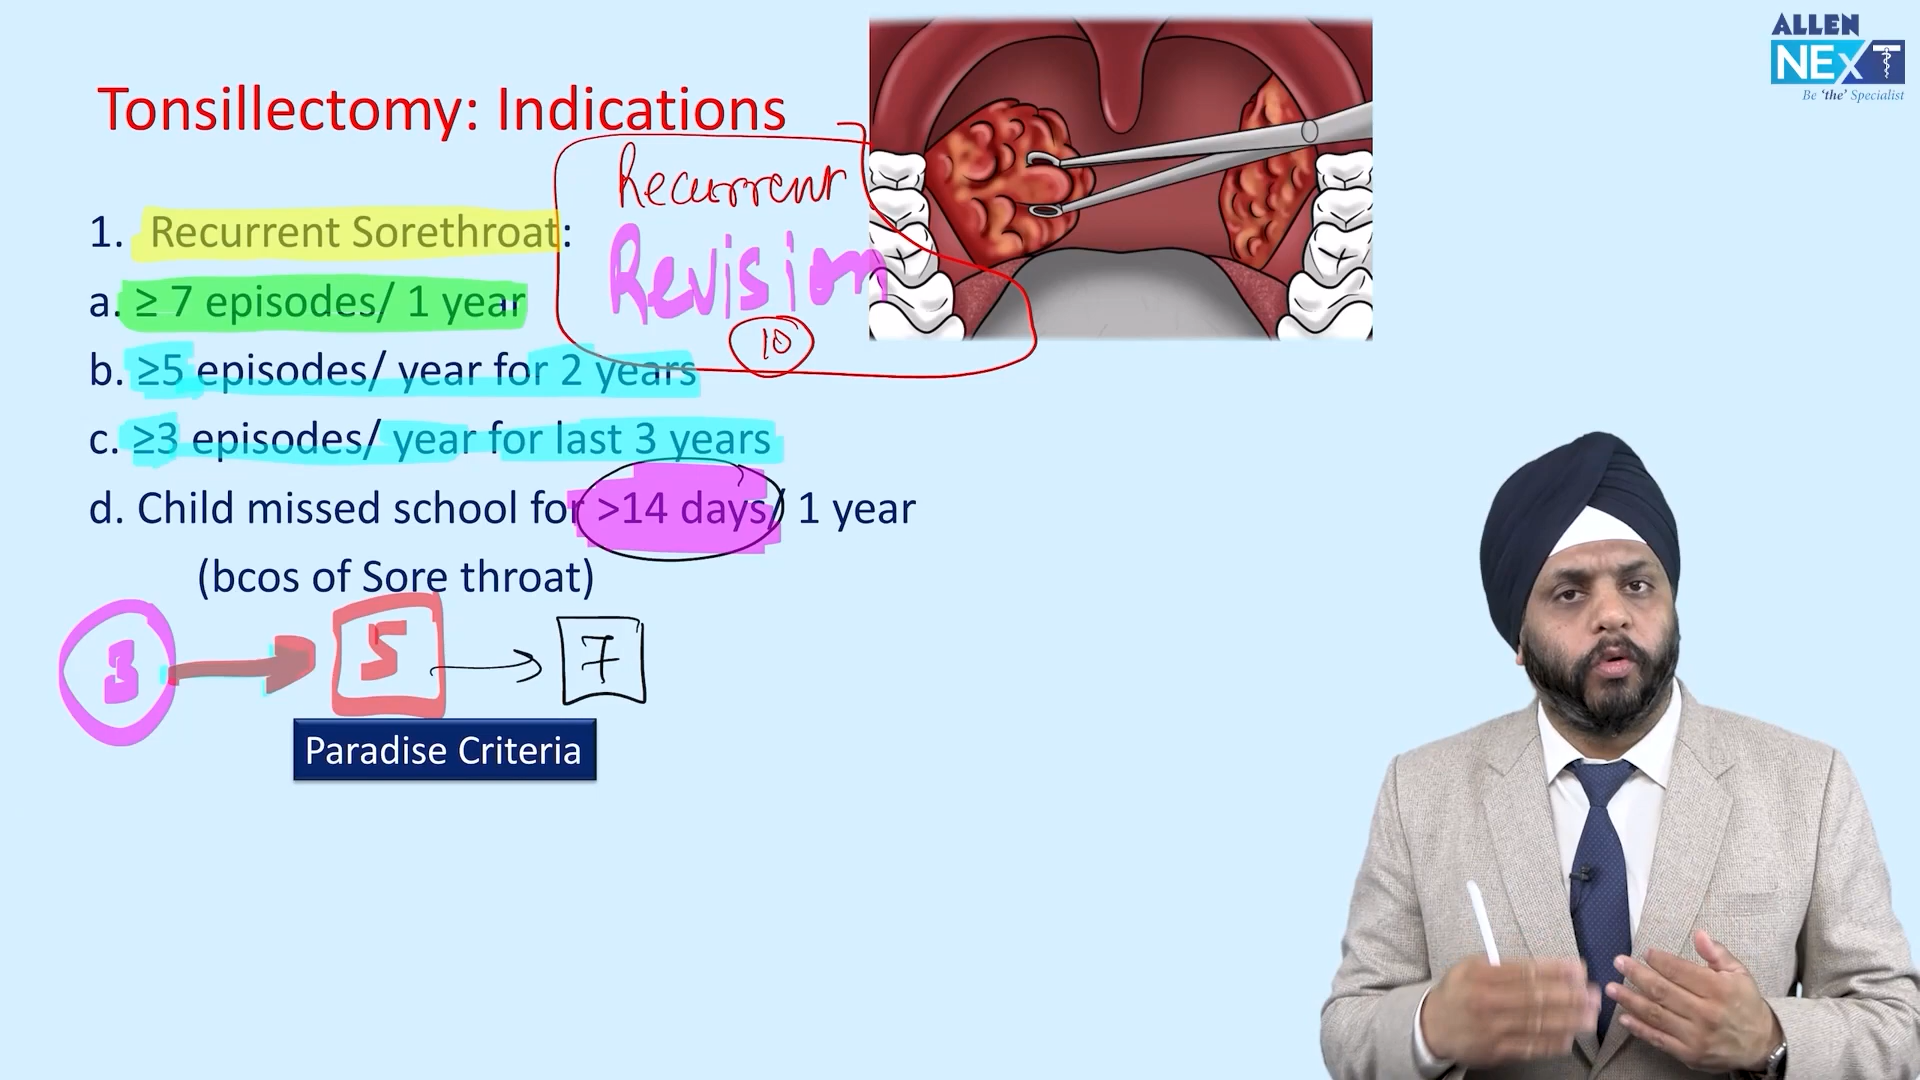 ALLEN
NExT
Be 'the' Specialist
Tonsillectomy: Indications
Recurrent
1. Recurrent Sorethroat:
Revision
a. ≥ 7 episodes/ 1 year
10
b. ≥5 episodes/ year for 2 years
c. ≥3 episodes/ year for last 3 years
d. Child missed school for >14 days/ 1 year
(bcos of Sore throat)
3 → 5 → 7
Paradise Criteria